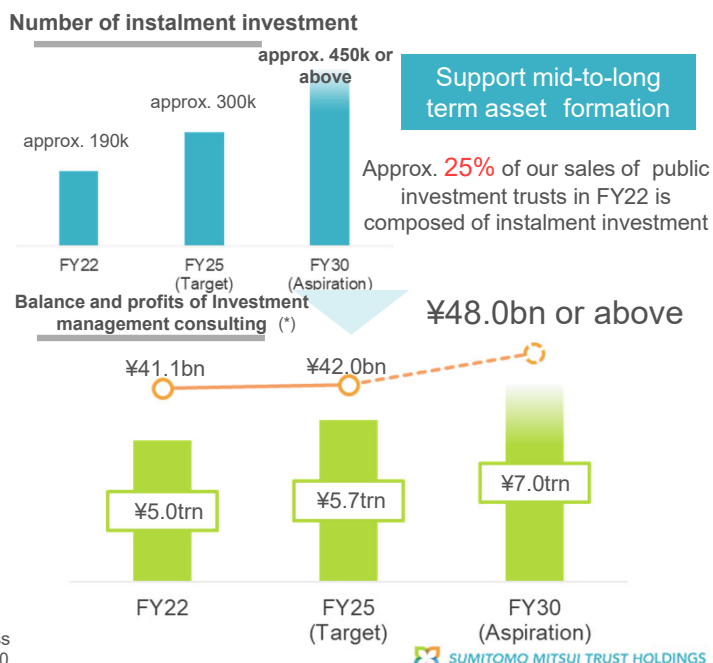 Number of instalment investment
approx. 190k
approx. 300k
approx. 450k or
above
FY22
FY25
(Target)
FY30
(Aspiration)
Support mid-to-long
term asset formation
Approx. 25% of our sales of public
investment trusts in FY22 is
composed of instalment investment
Balance and profits of Investment
management consulting (*)
¥41.1bn
¥42.0bn
¥48.0bn or above
¥5.0trn
¥5.7trn
¥7.0trn
FY22
FY25
(Target)
FY30
(Aspiration)
SUMITOMO MITSUI TRUST HOLDINGS